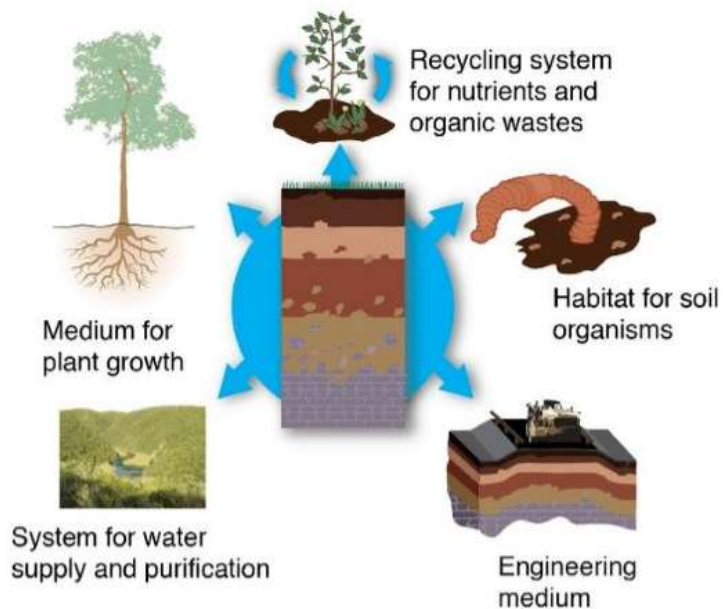 Recycling system
for nutrients and
organic wastes
Medium for
plant growth
Habitat for soil
organisms
System for water
supply and purification
Engineering
medium